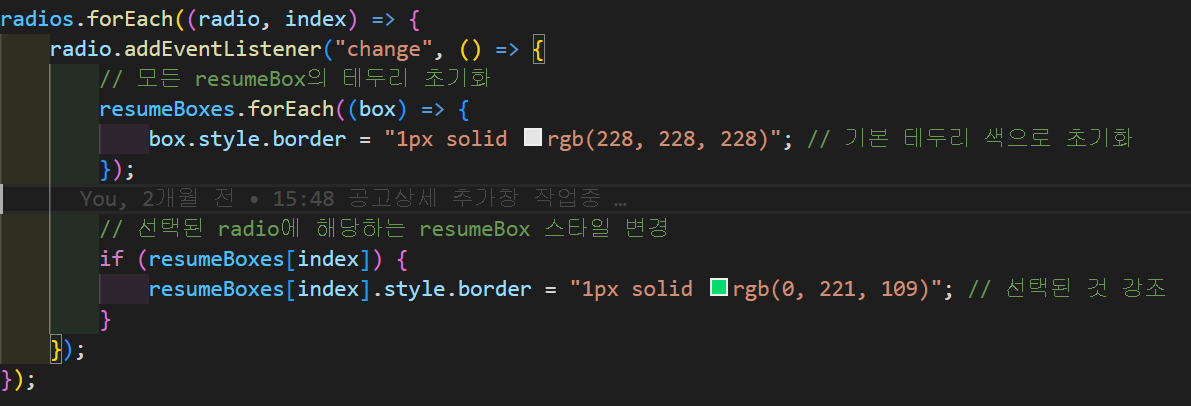 radios.forEach((radio, index) => {
radio.addEventListener("change", () => {
// 모든 resumeBox의 테두리 초기화
resumeBoxes.forEach((box) => {
box.style.border = "1px solid rgb(228, 228, 228)"; // 기본 테두리 색으로 초기화
});
You, 2개월 전 • 15:48 공고상세 추가창 작업중 …
// 선택된 radio에 해당하는 resumeBox 스타일 변경
if (resumeBoxes[index]) {
resumeBoxes[index].style.border = "1px solid rgb(0, 221, 109)"; // 선택된 것 강조
}
});
});